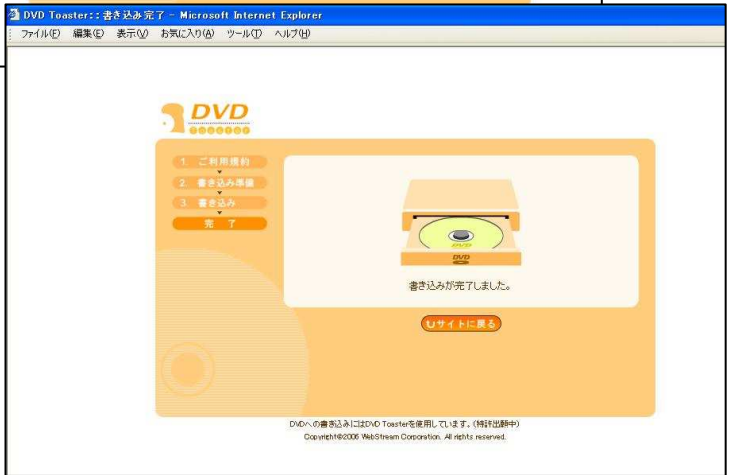 DVD Toaster::書き込み完了 - Microsoft Internet Explorer
ファイル(F) 編集(E) 表示(V) お気に入り(A) ツール(T) ヘルプ(H)
DVD
Toaster
1. ご利用規約
2. 書き込み準備
3. 書き込み
完了
DVD
DVD
書き込みが完了しました。
サイトに戻る
DVDへの書き込みにはDVD Toasterを使用しています。(特許出願中)
Copyright©2006 WebStream Corporation. All rights reserved.